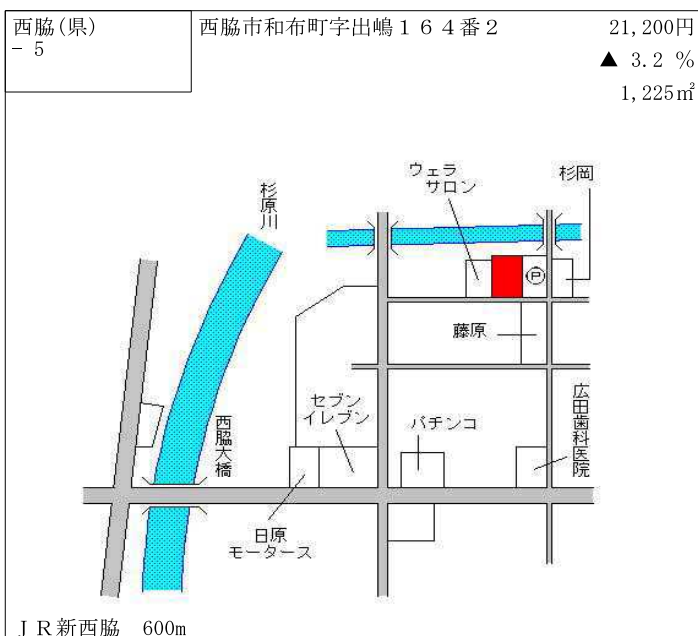 西脇(県)
- 5
西脇市和布町字出嶋１６４番２
21,200円
▲ 3.2 %
1,225㎡
杉原川
ウェラ
サロン
杉岡
P
藤原
セブン
イレブン
パチンコ
広田歯科医院
西脇大橋
日原
モータース
ＪＲ新西脇　600m